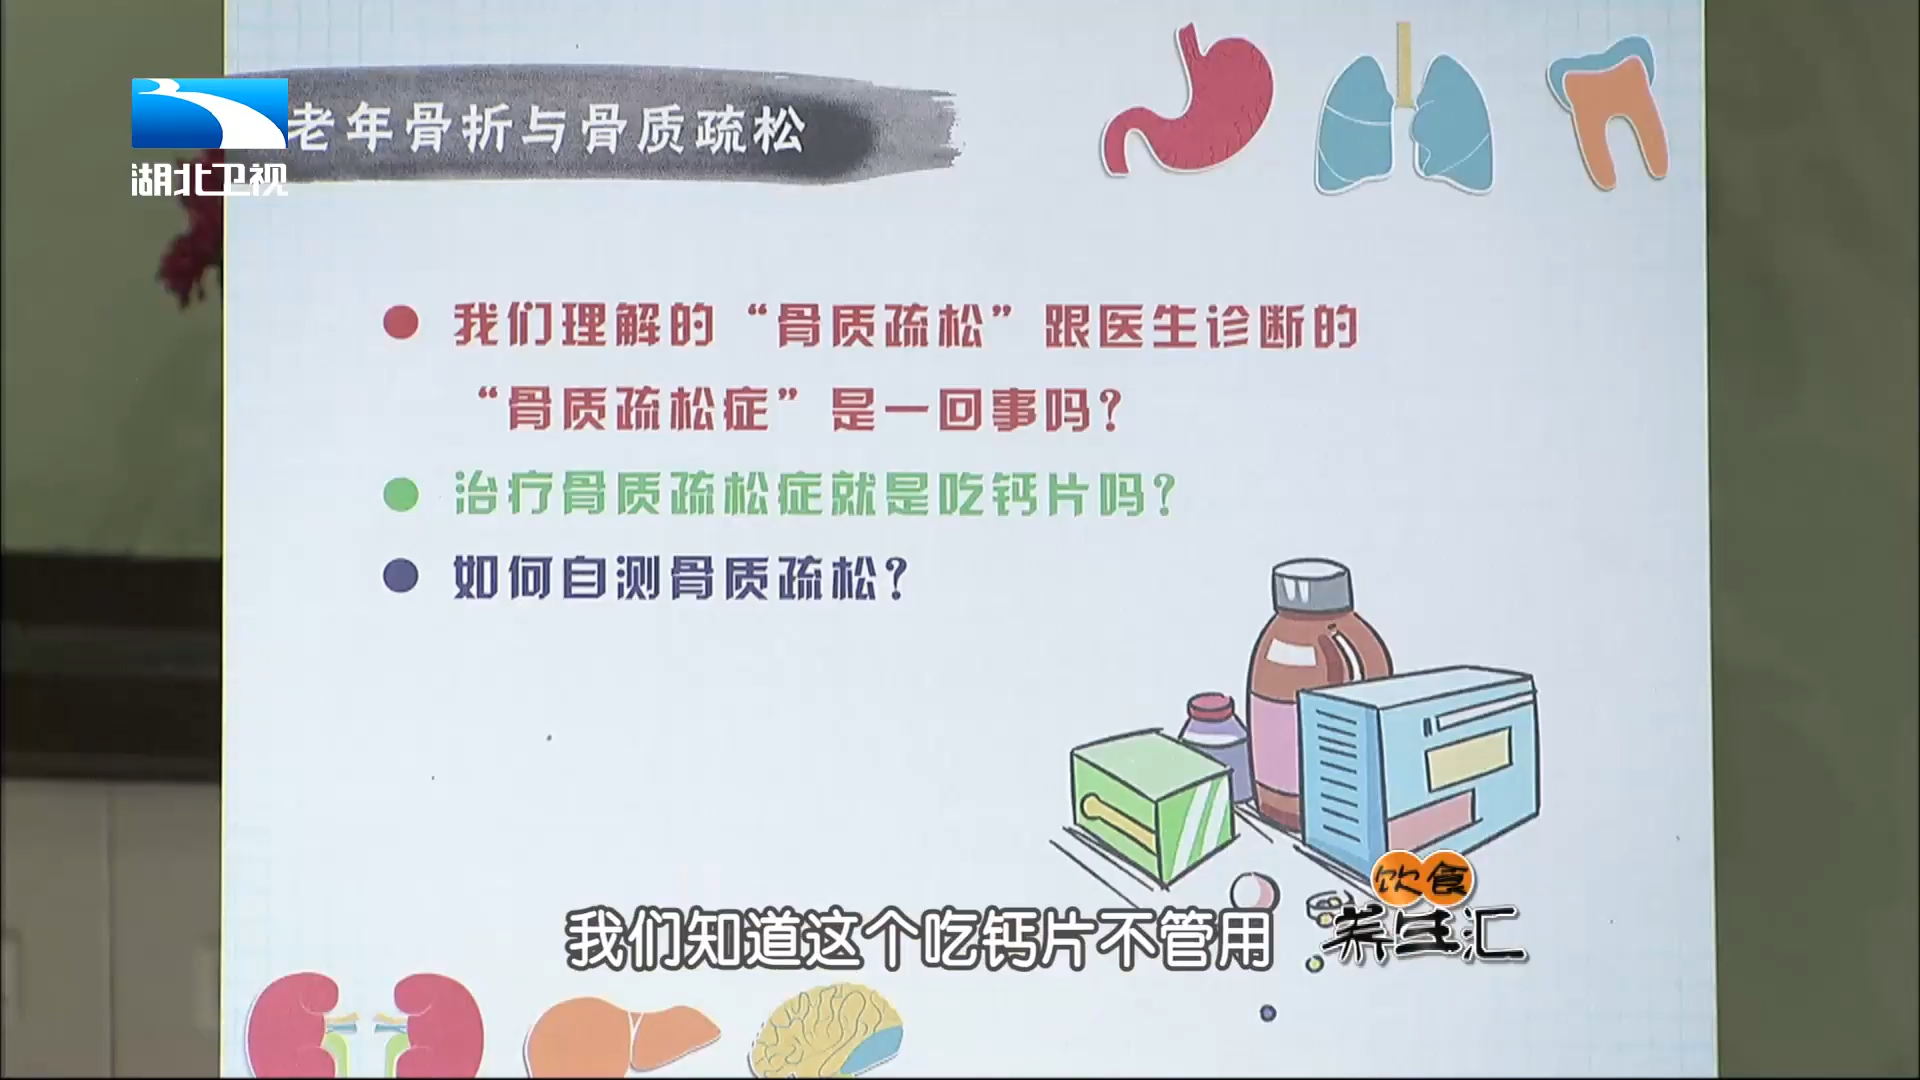 湖北卫视
老年骨折与骨质疏松
我们理解的“骨质疏松”跟医生诊断的
“骨质疏松症”是一回事吗?
治疗骨质疏松症就是吃钙片吗?
如何自测骨质疏松?
饮食
养生汇
我们知道这个吃钙片不管用